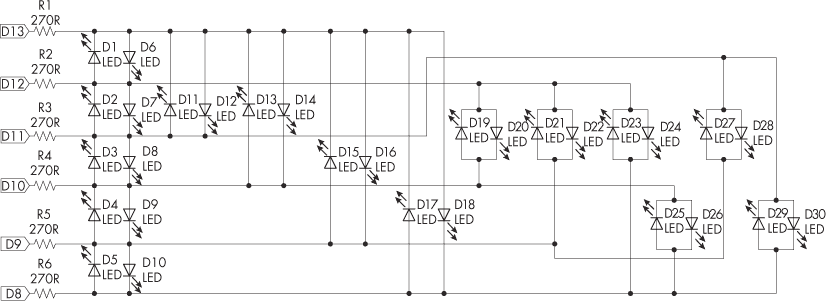 R1
270R
D13
D1
LED
D6
LED
R2
270R
D12
D2
LED
D7
LED
D11
LED
D12
LED
D13
LED
D14
LED
D19
LED
D20
LED
D21
LED
D22
LED
D23
LED
D24
LED
D27
LED
D28
LED
R3
270R
D11
D3
LED
D8
LED
D15
LED
D16
LED
R4
270R
D10
D4
LED
D9
LED
D17
LED
D18
LED
D25
LED
D26
LED
D29
LED
D30
LED
R5
270R
D9
D5
LED
D10
LED
R6
270R
D8